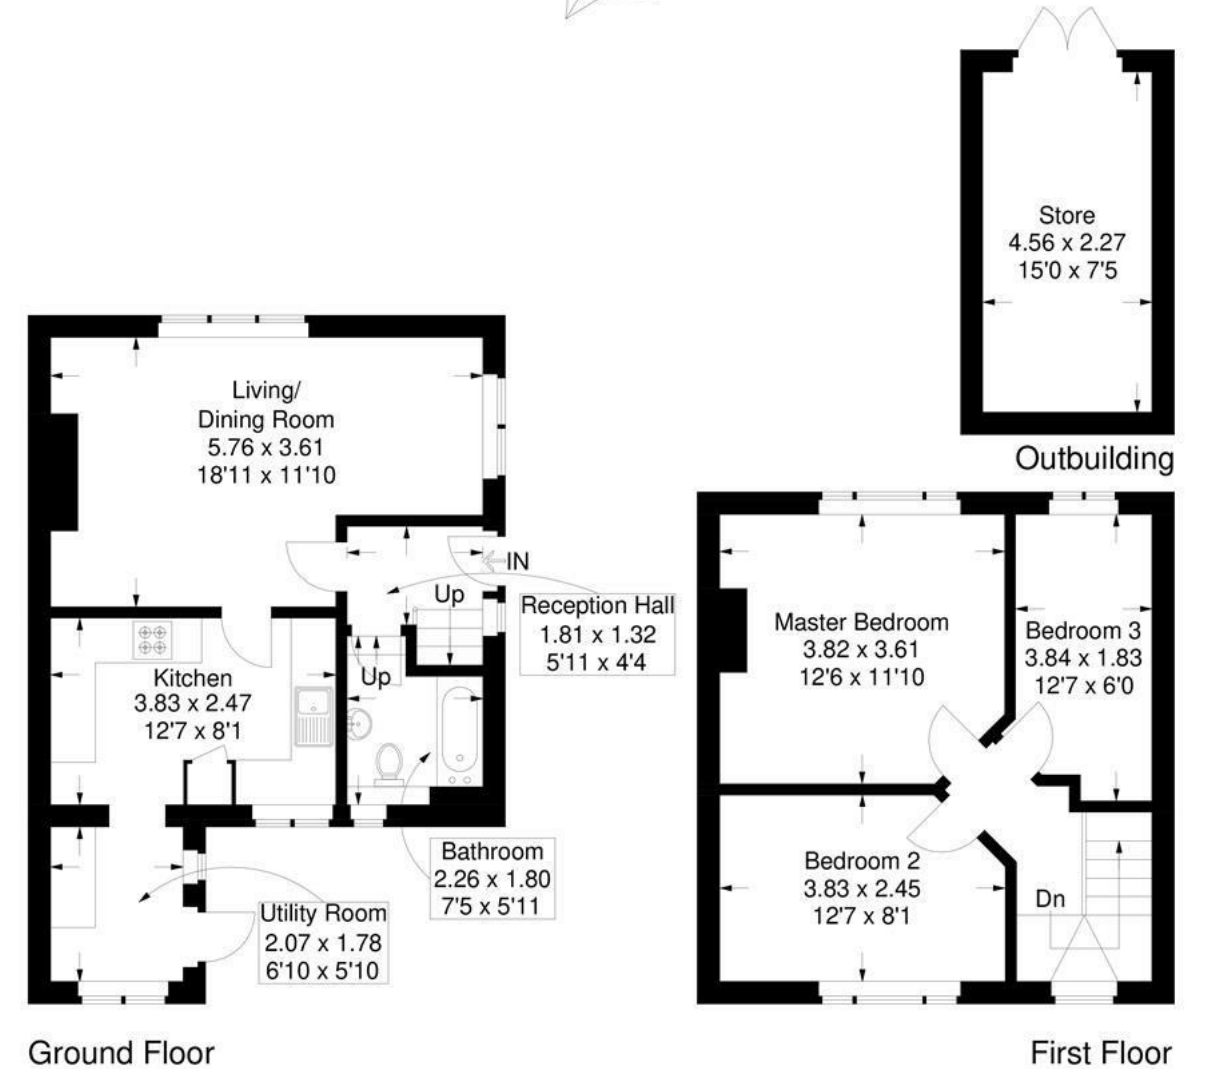 Store
4.56 x 2.27
15'0 x 7'5
Outbuilding
Living/
Dining Room
5.76 x 3.61
18'11 x 11'10
IN
Up
Reception Hall
1.81 x 1.32
5'11 x 4'4
Kitchen
3.83 x 2.47
12'7 x 8'1
Up
Bathroom
2.26 x 1.80
7'5 x 5'11
Utility Room
2.07 x 1.78
6'10 x 5'10
Ground Floor
Master Bedroom
3.82 x 3.61
12'6 x 11'10
Bedroom 3
3.84 x 1.83
12'7 x 6'0
Bedroom 2
3.83 x 2.45
12'7 x 8'1
Dn
First Floor